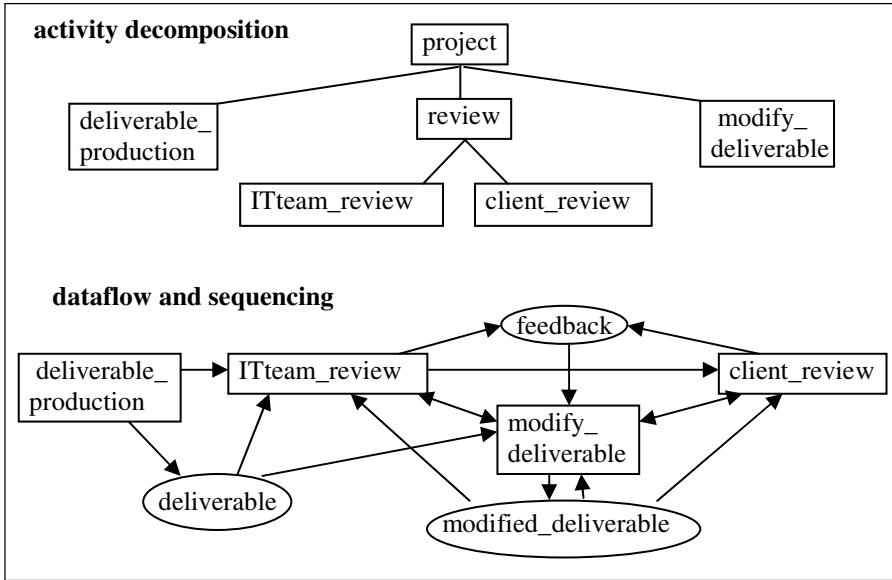 activity decomposition
project
deliverable_
production
review
modify_
deliverable
ITteam_review
client_review
dataflow and sequencing
feedback
deliverable_
production
ITteam_review
client_review
modify_
deliverable
deliverable
modified_deliverable